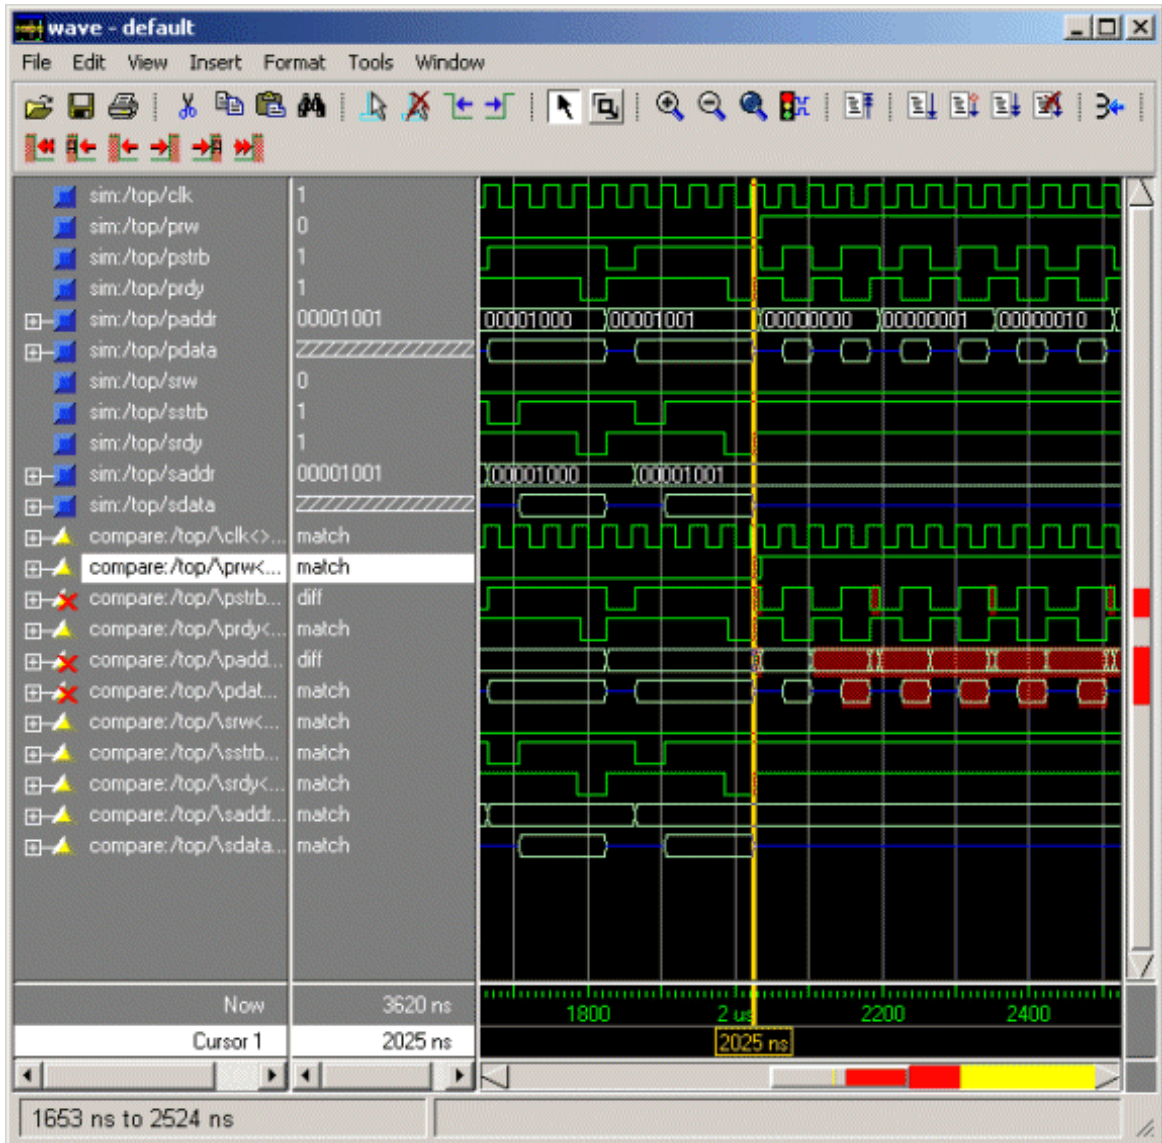 wave - default
File Edit View Insert Format Tools Window
sim:/top/clk 1
sim:/top/prw 0
sim:/top/pstrb 1
sim:/top/prdy 1
sim:/top/paddr 00001001 00001000 00001001 00000000 00000001 00000010
sim:/top/pdata
sim:/top/srw 0
sim:/top/sstrb 1
sim:/top/srdy 1
sim:/top/saddr 00001001 00001000 00001001
sim:/top/sdata
compare:/top/\clk<>... match
compare:/top/\prw<... match
compare:/top/\pstrb... diff
compare:/top/\prdy<... match
compare:/top/\padd... diff
compare:/top/\pdat... diff
compare:/top/\srw<... match
compare:/top/\sstrb... match
compare:/top/\srdy<... match
compare:/top/\saddr... match
compare:/top/\sdata... match
Now 3620 ns 1800 2 us 2200 2400
Cursor 1 2025 ns 2025 ns
1653 ns to 2524 ns